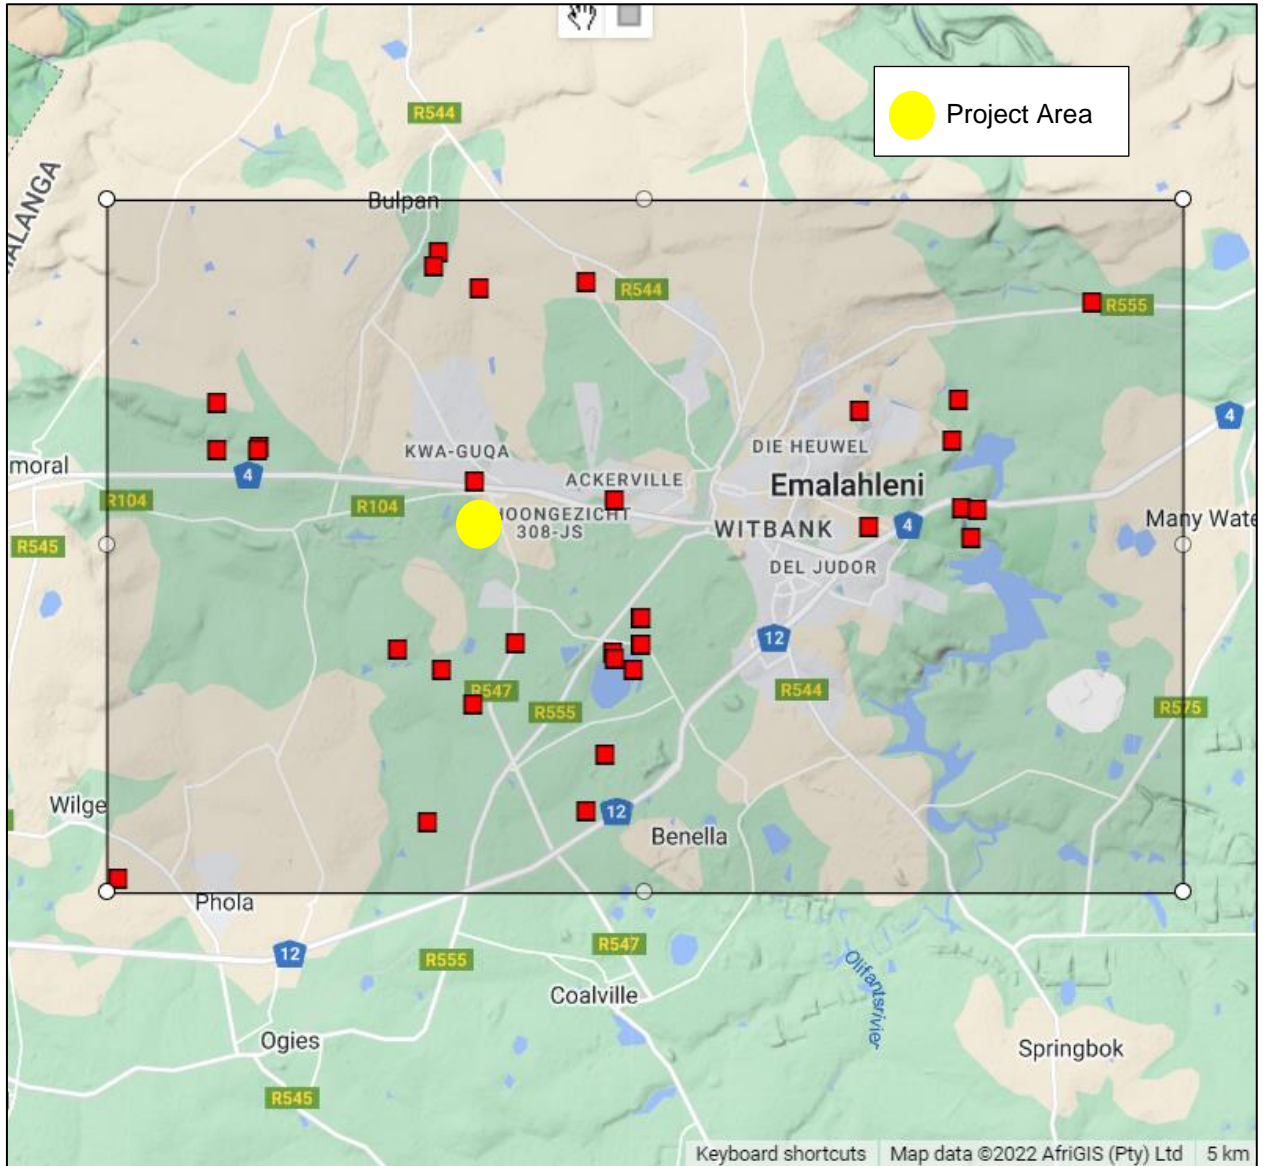 Project Area
R544
ALANGA
Bulpan
R544
R555
4
KWA-GUQA
DIE HEUWEL
moral
4
ACKERVILLE
Emalahleni
R104
R104
HOONGEZICHT
308-JS
WITBANK
4
Many Wate
R545
DEL JUDOR
12
R547
R544
R555
R575
Wilge
12
Benella
Phola
12
R555
R547
Olifantsrivier
Coalville
Ogies
Springbok
R545
Keyboard shortcuts
Map data ©2022 AfriGIS (Pty) Ltd
5 km